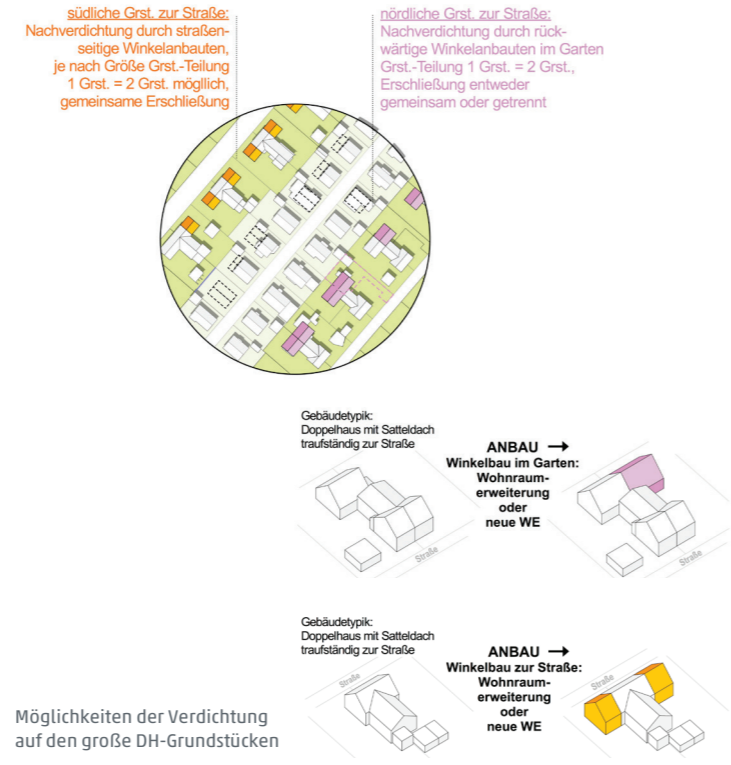 südliche Grst. zur Straße:
Nachverdichtung durch straßen-
seitige Winkelanbauten,
je nach Größe Grst.-Teilung
1 Grst. = 2 Grst. möglich,
gemeinsame Erschließung
nördliche Grst. zur Straße:
Nachverdichtung durch rück-
wärtige Winkelanbauten im Garten
Grst.-Teilung 1 Grst. = 2 Grst.,
Erschließung entweder
gemeinsam oder getrennt
Gebäudetypik:
Doppelhaus mit Satteldach
traufständig zur Straße
ANBAU →
Winkelbau im Garten:
Wohnraum-
erweiterung
oder
neue WE
Straße
Straße
Gebäudetypik:
Doppelhaus mit Satteldach
traufständig zur Straße
ANBAU →
Winkelbau zur Straße:
Wohnraum-
erweiterung
oder
neue WE
Straße
Straße
Möglichkeiten der Verdichtung
auf den große DH-Grundstücken